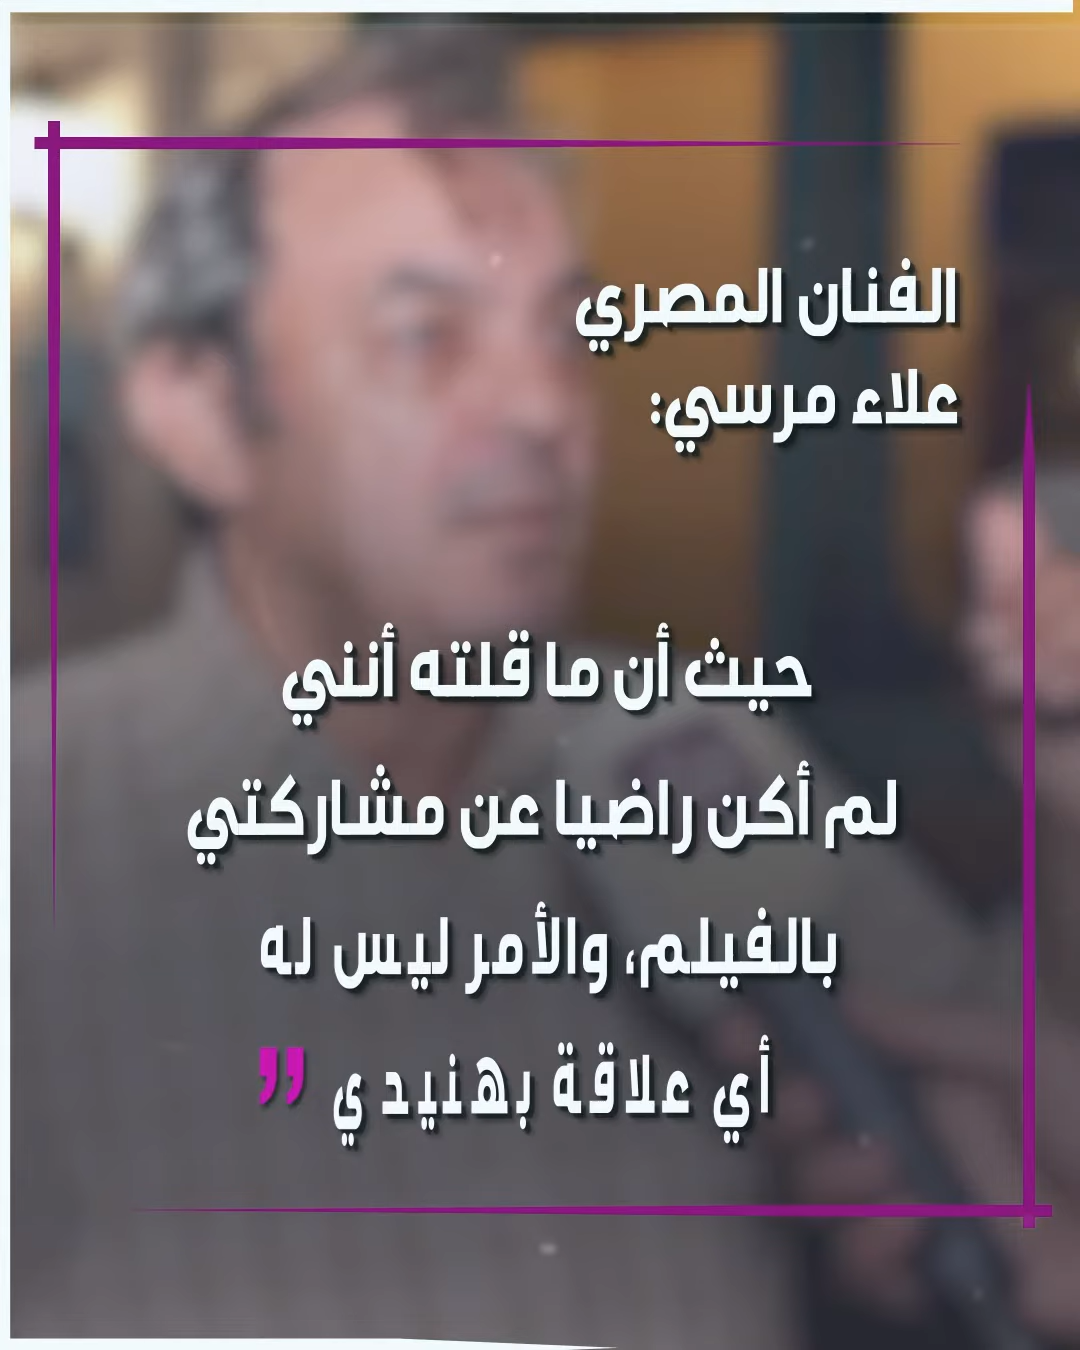 الفنان المصري
علاء مرسي:
حيث أن ما قلته أنني
لم أكن راضيا عن مشاركتي
بالفيلم، والأمر ليس له
أي علاقة بهنيدي ”